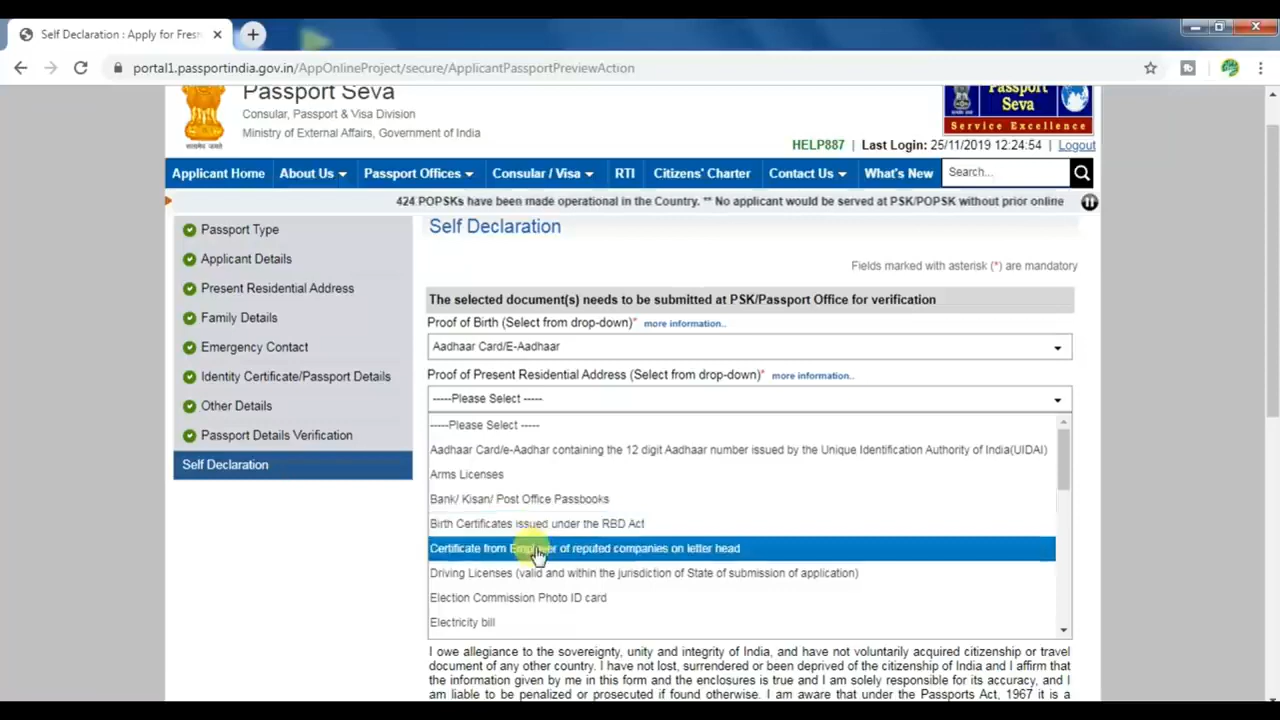 Self Declaration : Apply for Fres
portal1.passportindia.gov.in/AppOnlineProject/secure/ApplicantPassportPreviewAction
Passport Seva
Consular, Passport & Visa Division
Ministry of External Affairs, Government of India
सत्यमेव जयते
Passport
Seva
Service Excellence
HELP887 | Last Login: 25/11/2019 12:24:54 | Logout
Applicant Home About Us Passport Offices Consular / Visa RTI Citizens' Charter Contact Us What's New Search...
424 POPSKs have been made operational in the Country. ** No applicant would be served at PSK/POPSK without prior online
Passport Type
Applicant Details
Present Residential Address
Family Details
Emergency Contact
Identity Certificate/Passport Details
Other Details
Passport Details Verification
Self Declaration
Self Declaration
Fields marked with asterisk (*) are mandatory
The selected document(s) needs to be submitted at PSK/Passport Office for verification
Proof of Birth (Select from drop-down)* more information..
Aadhaar Card/E-Aadhaar
Proof of Present Residential Address (Select from drop-down)* more information..
-----Please Select -----
-----Please Select -----
Aadhaar Card/e-Aadhar containing the 12 digit Aadhaar number issued by the Unique Identification Authority of India(UIDAI)
Arms Licenses
Bank/ Kisan/ Post Office Passbooks
Birth Certificates issued under the RBD Act
Certificate from Employer of reputed companies on letter head
Driving Licenses (valid and within the jurisdiction of State of submission of application)
Election Commission Photo ID card
Electricity bill
I owe allegiance to the sovereignty, unity and integrity of India, and have not voluntarily acquired citizenship or travel
document of any other country. I have not lost, surrendered or been deprived of the citizenship of India and I affirm that
the information given by me in this form and the enclosures is true and I am solely responsible for its accuracy, and I
am liable to be penalized or prosecuted if found otherwise. I am aware that under the Passports Act, 1967 it is a